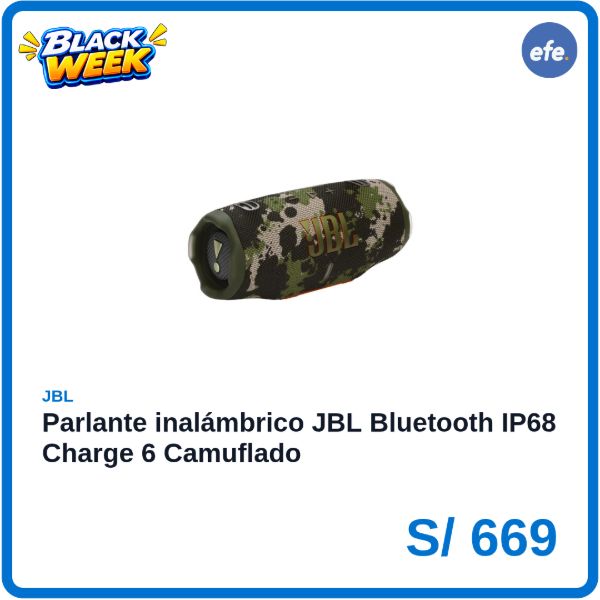 BLACK
WEEK
efe.
JBL
JBL
Parlante inalámbrico JBL Bluetooth IP68
Charge 6 Camuflado
S/ 669